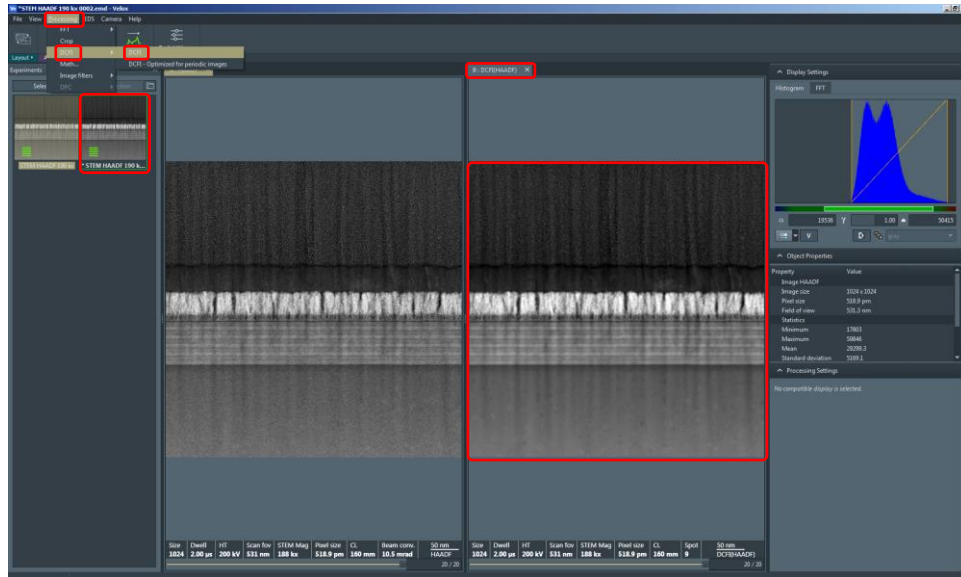 *STEM HAADF 190 kx 0002.emd - Velox
File View Processing EDS Camera Help
FFT
Crop
DCFI
DCFI
Math...
DCFI - Optimized for periodic images
Image filters
DPC
Layout
Experiments
STEM HAADF 190 kx
* STEM HAADF 190 k...
DCFI(HAADF)
Display Settings
Histogram FFT
19536 γ 1.00 50415
gray
Object Properties
Property Value
Image HAADF
Image size 1024 x 1024
Pixel size 518.9 pm
Field of view 531.3 nm
Statistics
Minimum 17803
Maximum 58846
Mean 29299.3
Standard deviation 5169.1
Processing Settings
No compatible display is selected.
Size Dwell HT Scan fov STEM Mag Pixel size CL Beam conv. 50 nm
1024 2.00 µs 200 kV 531 nm 188 kx 518.9 pm 160 mm 10.5 mrad HAADF
20 / 20
Size Dwell HT Scan fov STEM Mag Pixel size CL Spot 50 nm
1024 2.00 µs 200 kV 531 nm 188 kx 518.9 pm 160 mm 9 DCFI(HAADF)
20 / 20